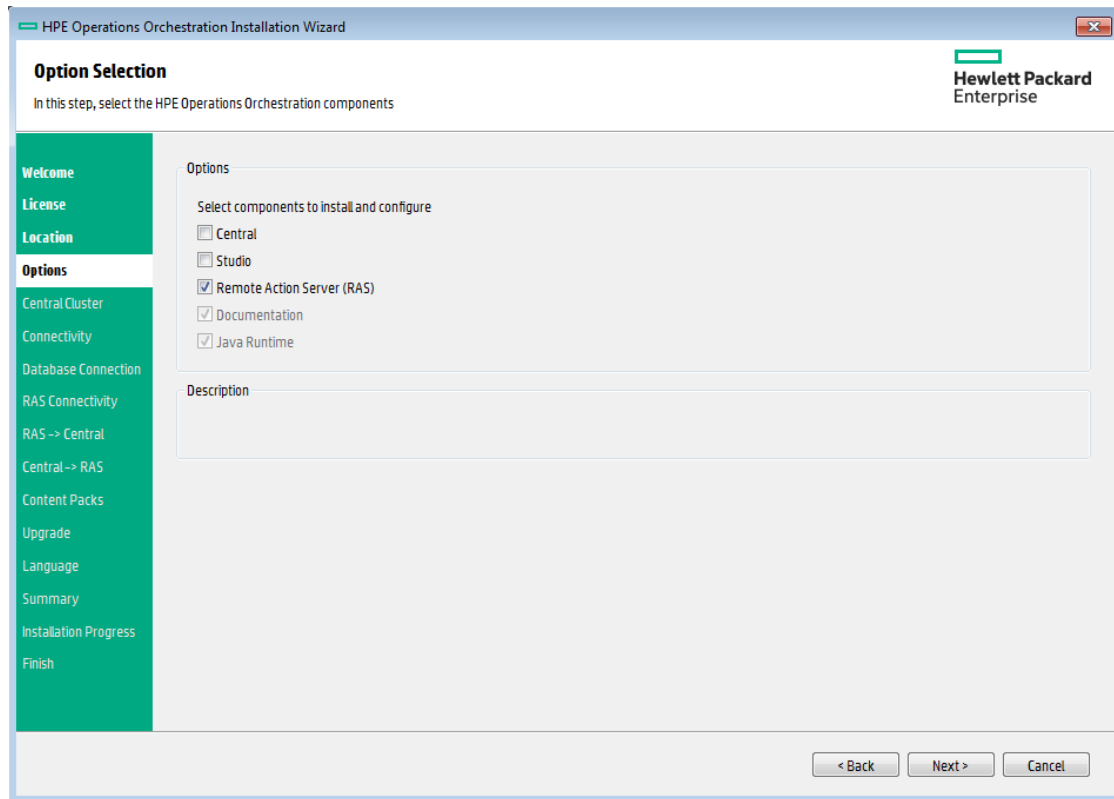 HPE Operations Orchestration Installation Wizard
Option Selection
In this step, select the HPE Operations Orchestration components
Hewlett Packard
Enterprise
Welcome
License
Location
Options
Central Cluster
Connectivity
Database Connection
RAS Connectivity
RAS -> Central
Central -> RAS
Content Packs
Upgrade
Language
Summary
Installation Progress
Finish
Options
Select components to install and configure
Central
Studio
Remote Action Server (RAS)
Documentation
Java Runtime
Description
< Back
Next >
Cancel